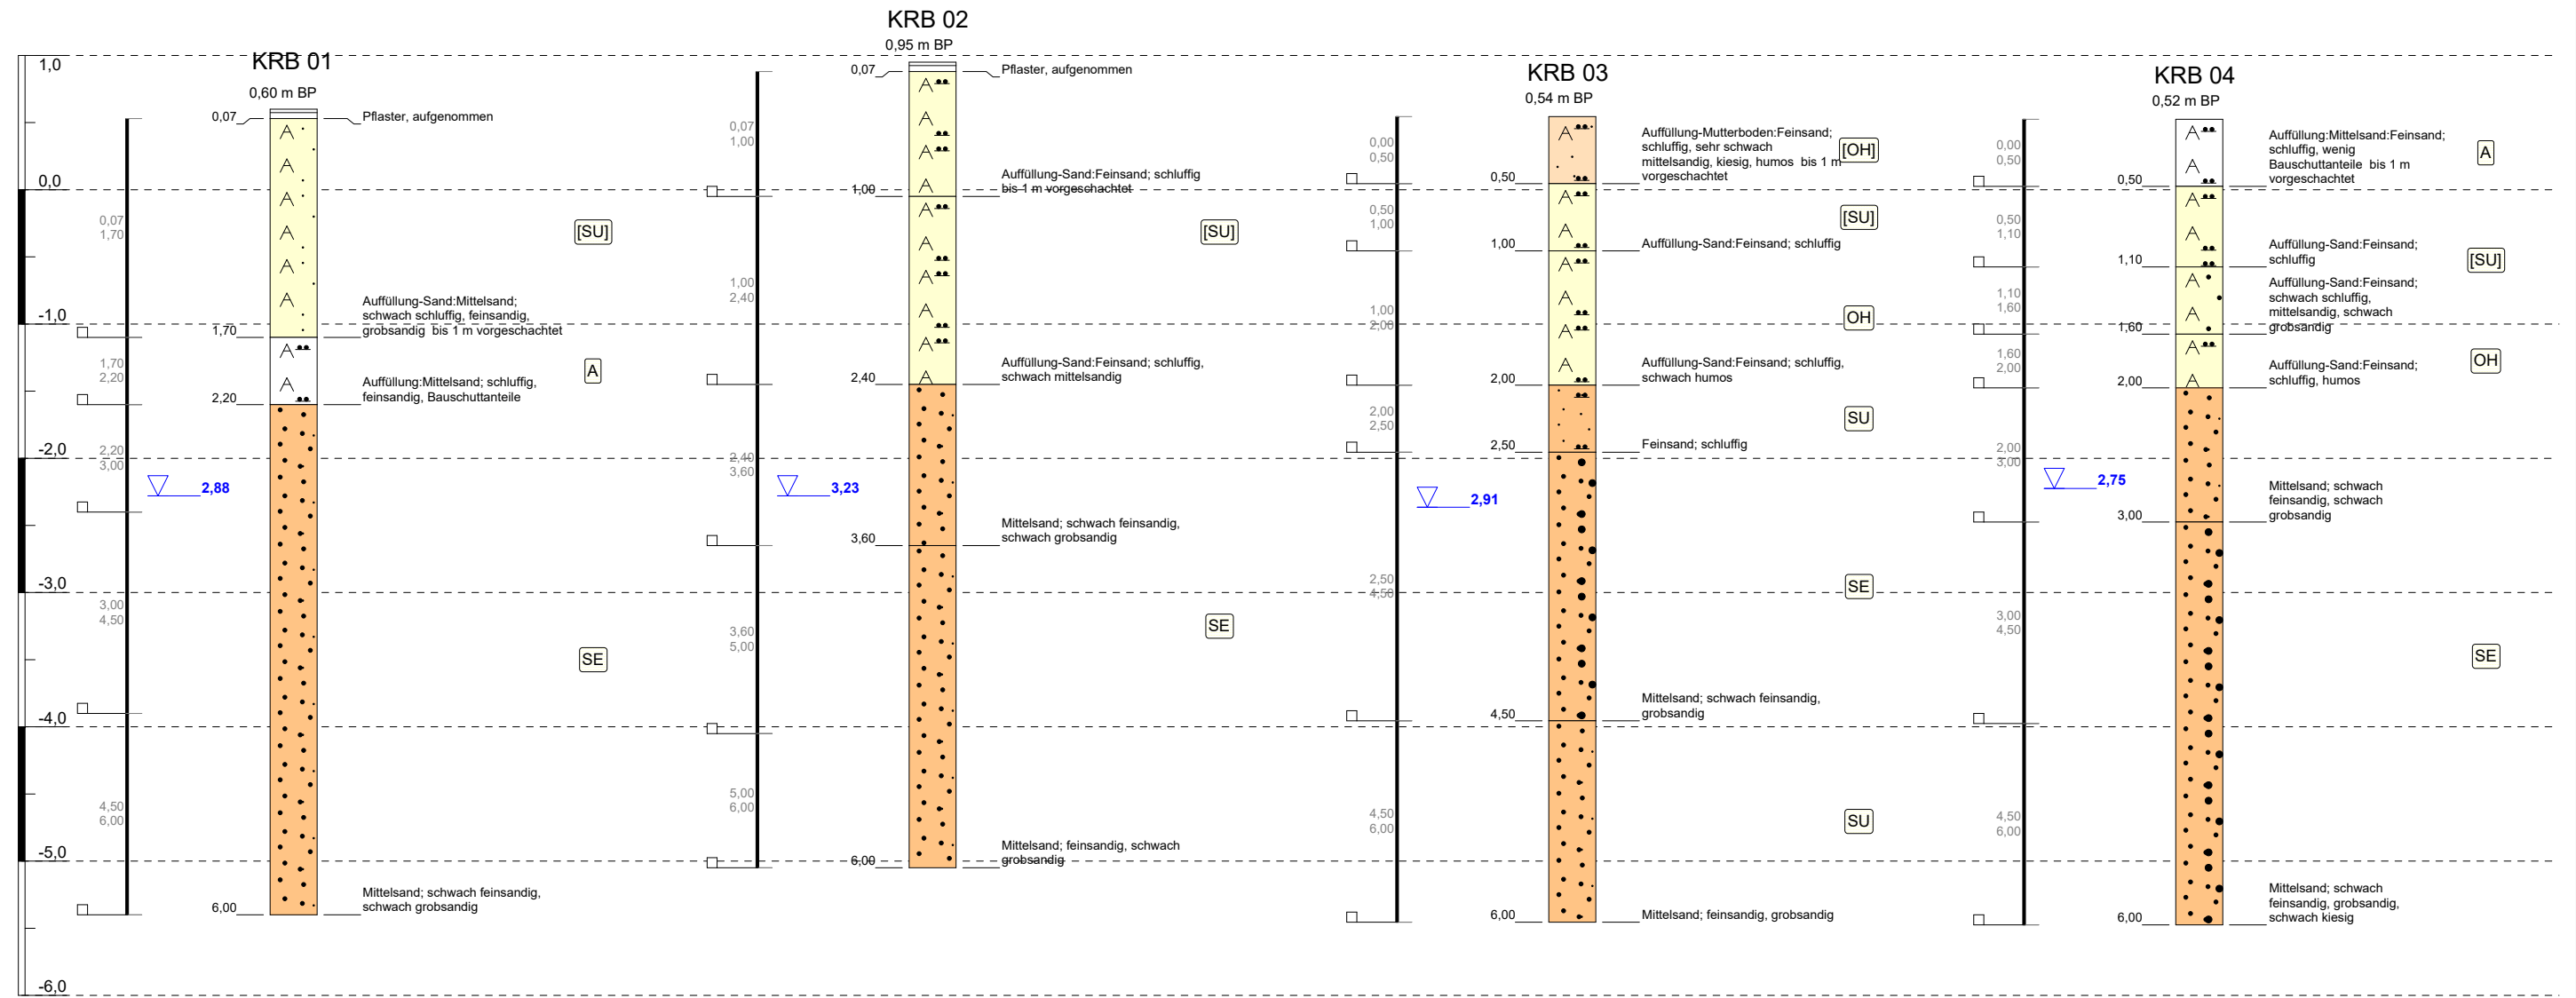 1,0
0,0
-1,0
-2,0
-3,0
-4,0
-5,0
-6,0
KRB 01
0,60 m BP
0,07
1,70
1,70
2,20
2,20
3,00
3,00
4,50
4,50
6,00
2,88
0,07
1,70
2,20
6,00
Pflaster, aufgenommen
Auffüllung-Sand:Mittelsand;
schwach schluffig, feinsandig,
grobsandig bis 1 m vorgeschachtet
Auffüllung:Mittelsand; schluffig,
feinsandig, Bauschuttanteile
Mittelsand; schwach feinsandig,
schwach grobsandig
[SU]
A
SE
KRB 02
0,95 m BP
0,07
1,00
1,00
2,40
2,40
3,60
3,60
5,00
5,00
6,00
3,23
0,07
1,00
2,40
3,60
6,00
Pflaster, aufgenommen
Auffüllung-Sand:Feinsand; schluffig
bis 1 m vorgeschachtet
Auffüllung-Sand:Feinsand; schluffig,
schwach mittelsandig
Mittelsand; schwach feinsandig,
schwach grobsandig
Mittelsand; feinsandig, schwach
grobsandig
[SU]
SE
KRB 03
0,54 m BP
0,00
0,50
0,50
1,00
1,00
2,00
2,00
2,50
2,50
4,50
4,50
6,00
2,91
0,50
1,00
2,00
2,50
4,50
6,00
Auffüllung-Mutterboden:Feinsand;
schluffig, sehr schwach
mittelsandig, kiesig, humos bis 1 m
vorgeschachtet
Auffüllung-Sand:Feinsand; schluffig
Auffüllung-Sand:Feinsand; schluffig,
schwach humos
Feinsand; schluffig
Mittelsand; schwach feinsandig,
grobsandig
Mittelsand; feinsandig, grobsandig
[OH]
[SU]
OH
SU
SE
SU
KRB 04
0,52 m BP
0,00
0,50
0,50
1,10
1,10
1,60
1,60
2,00
2,00
3,00
3,00
4,50
4,50
6,00
2,75
0,50
1,10
1,60
2,00
3,00
6,00
Auffüllung:Mittelsand:Feinsand;
schluffig, wenig
Bauschuttanteile bis 1 m
vorgeschachtet
Auffüllung-Sand:Feinsand;
schluffig
Auffüllung-Sand:Feinsand;
schwach schluffig,
mittelsandig, schwach
grobsandig
Auffüllung-Sand:Feinsand;
schluffig, humos
Mittelsand; schwach
feinsandig, schwach
grobsandig
Mittelsand; schwach
feinsandig, grobsandig,
schwach kiesig
A
[SU]
OH
SE